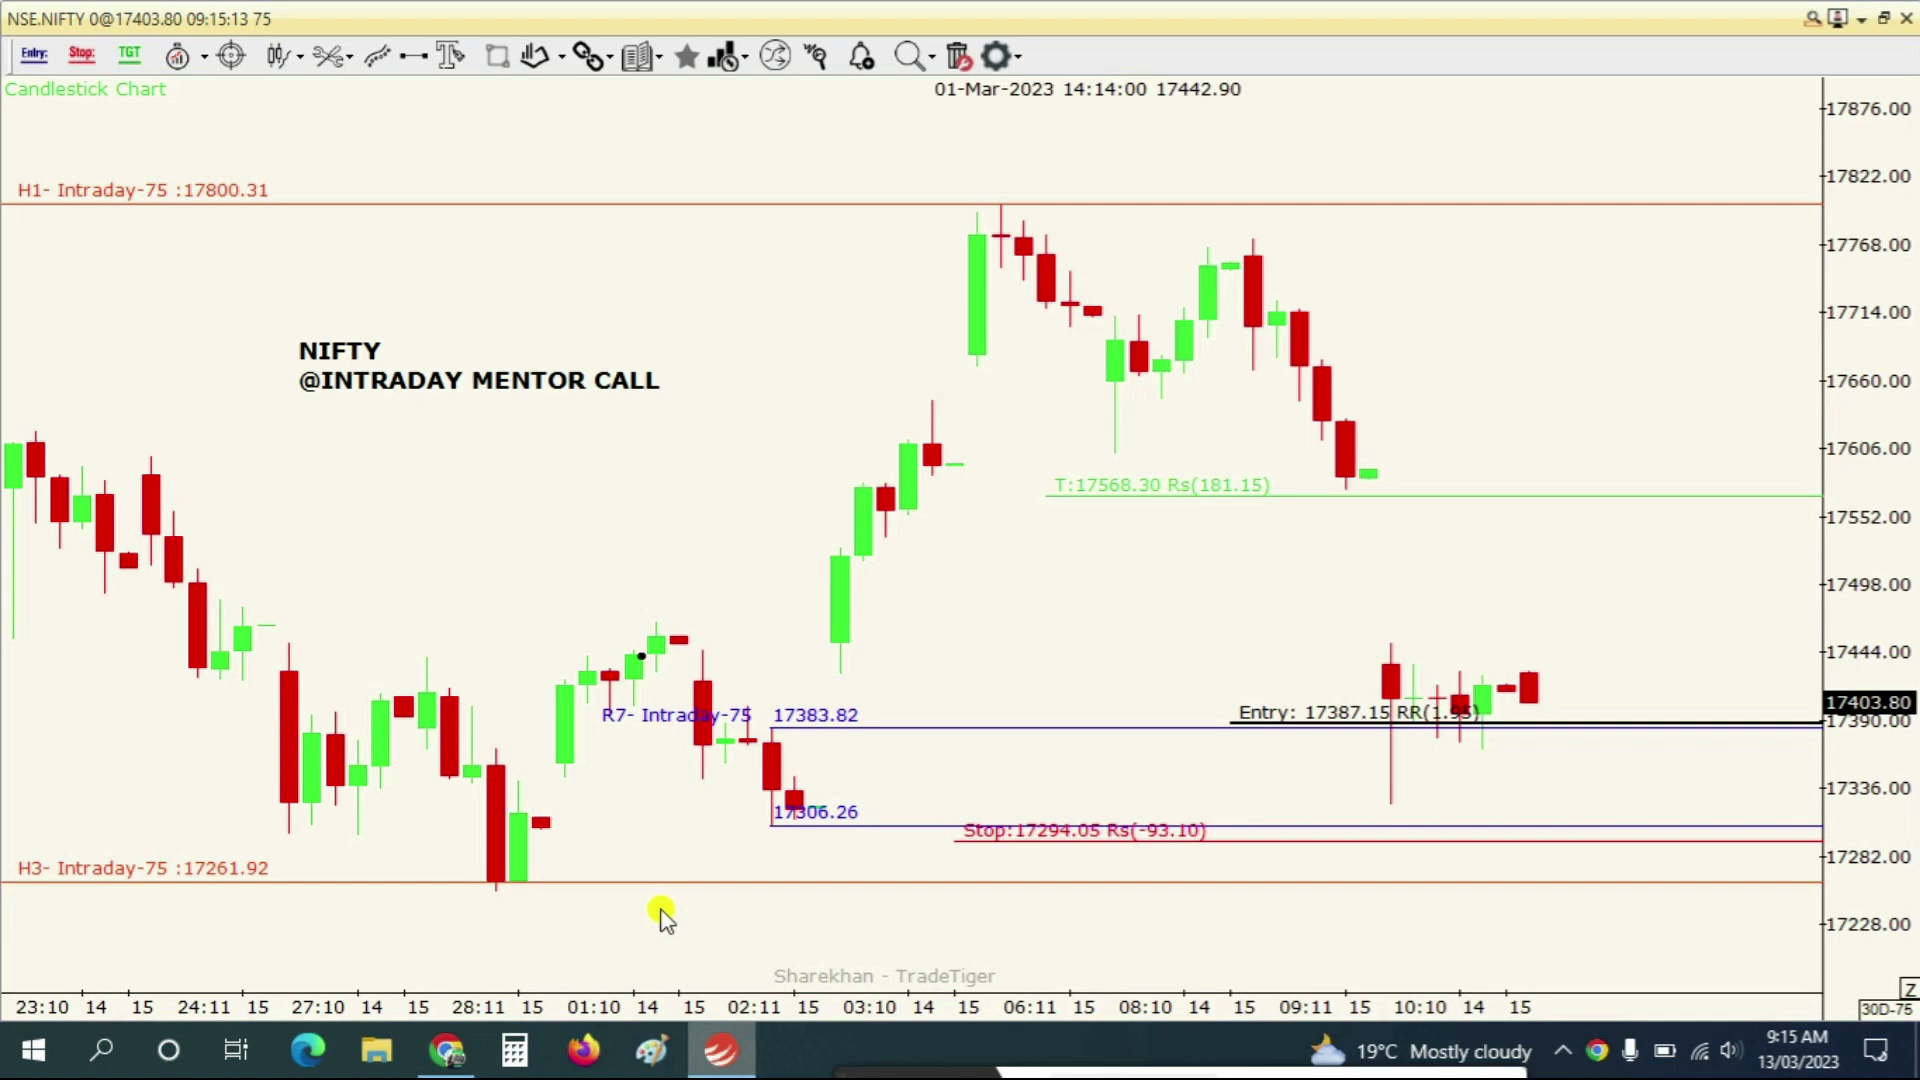 NSE.NIFTY 0@17403.80 09:15:13 75
Entry: Stop: TGT
Candlestick Chart
01-Mar-2023 14:14:00 17442.90
17876.00
17822.00
H1- Intraday-75 :17800.31
17768.00
17714.00
NIFTY
@INTRADAY MENTOR CALL
17660.00
17606.00
T:17568.30 Rs(181.15)
17552.00
17498.00
17444.00
17403.80
R7- Intraday-75 17383.82
Entry: 17387.15 RR(1.95)
17390.00
17336.00
17306.26
Stop:17294.05 Rs(-93.10)
17282.00
H3- Intraday-75 :17261.92
17228.00
Sharekhan - TradeTiger
Z
23:10 14 15 24:11 15 27:10 14 15 28:11 15 01:10 14 15 02:11 15 03:10 14 15 06:11 15 08:10 14 15 09:11 15 10:10 14 15
30D-75
19°C Mostly cloudy
9:15 AM
13/03/2023